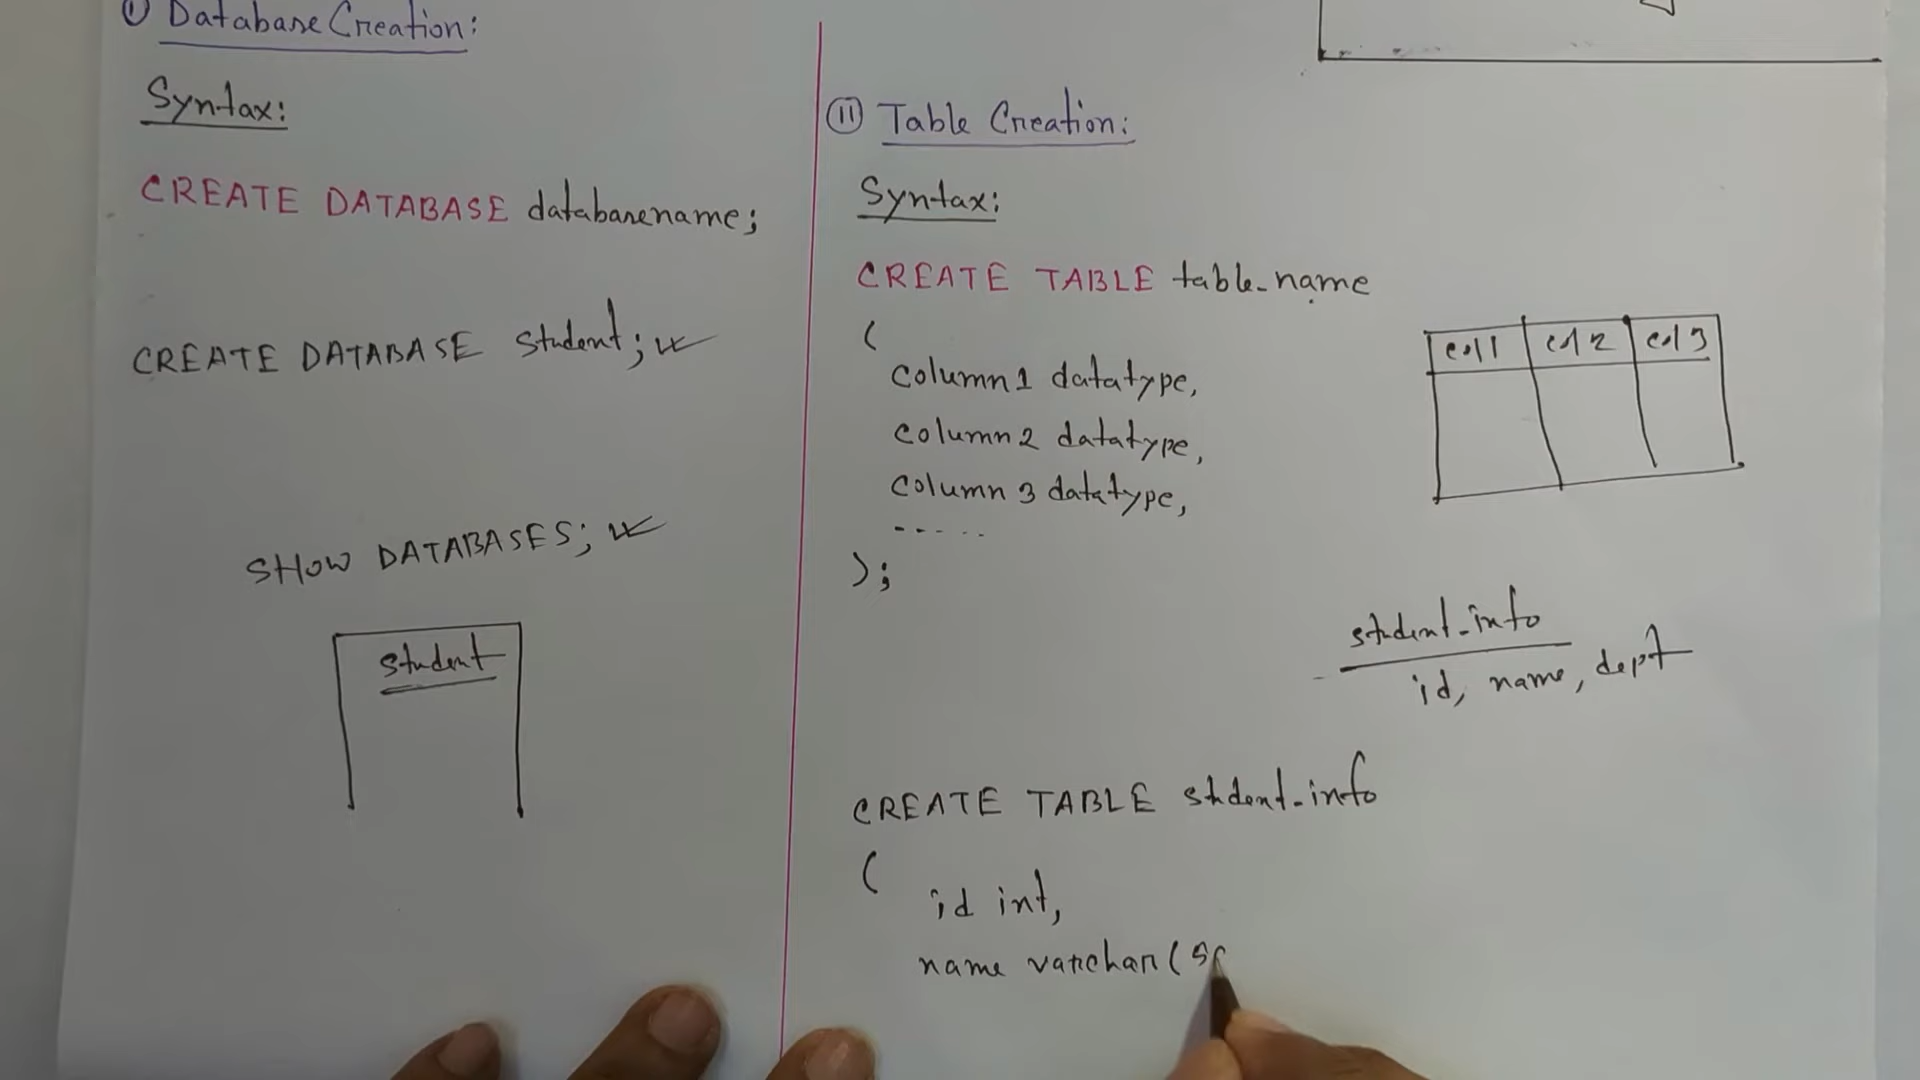 ① Database Creation:
Syntax:
CREATE DATABASE databasename;
CREATE DATABASE student;
SHOW DATABASES;
student
⑪ Table Creation:
Syntax:
CREATE TABLE table_name
(
column1 datatype,
column2 datatype,
column3 datatype,
------
);
col1 col2 col3
student_info
id, name, dept
CREATE TABLE stdent_info
(
id int,
name varchar(50